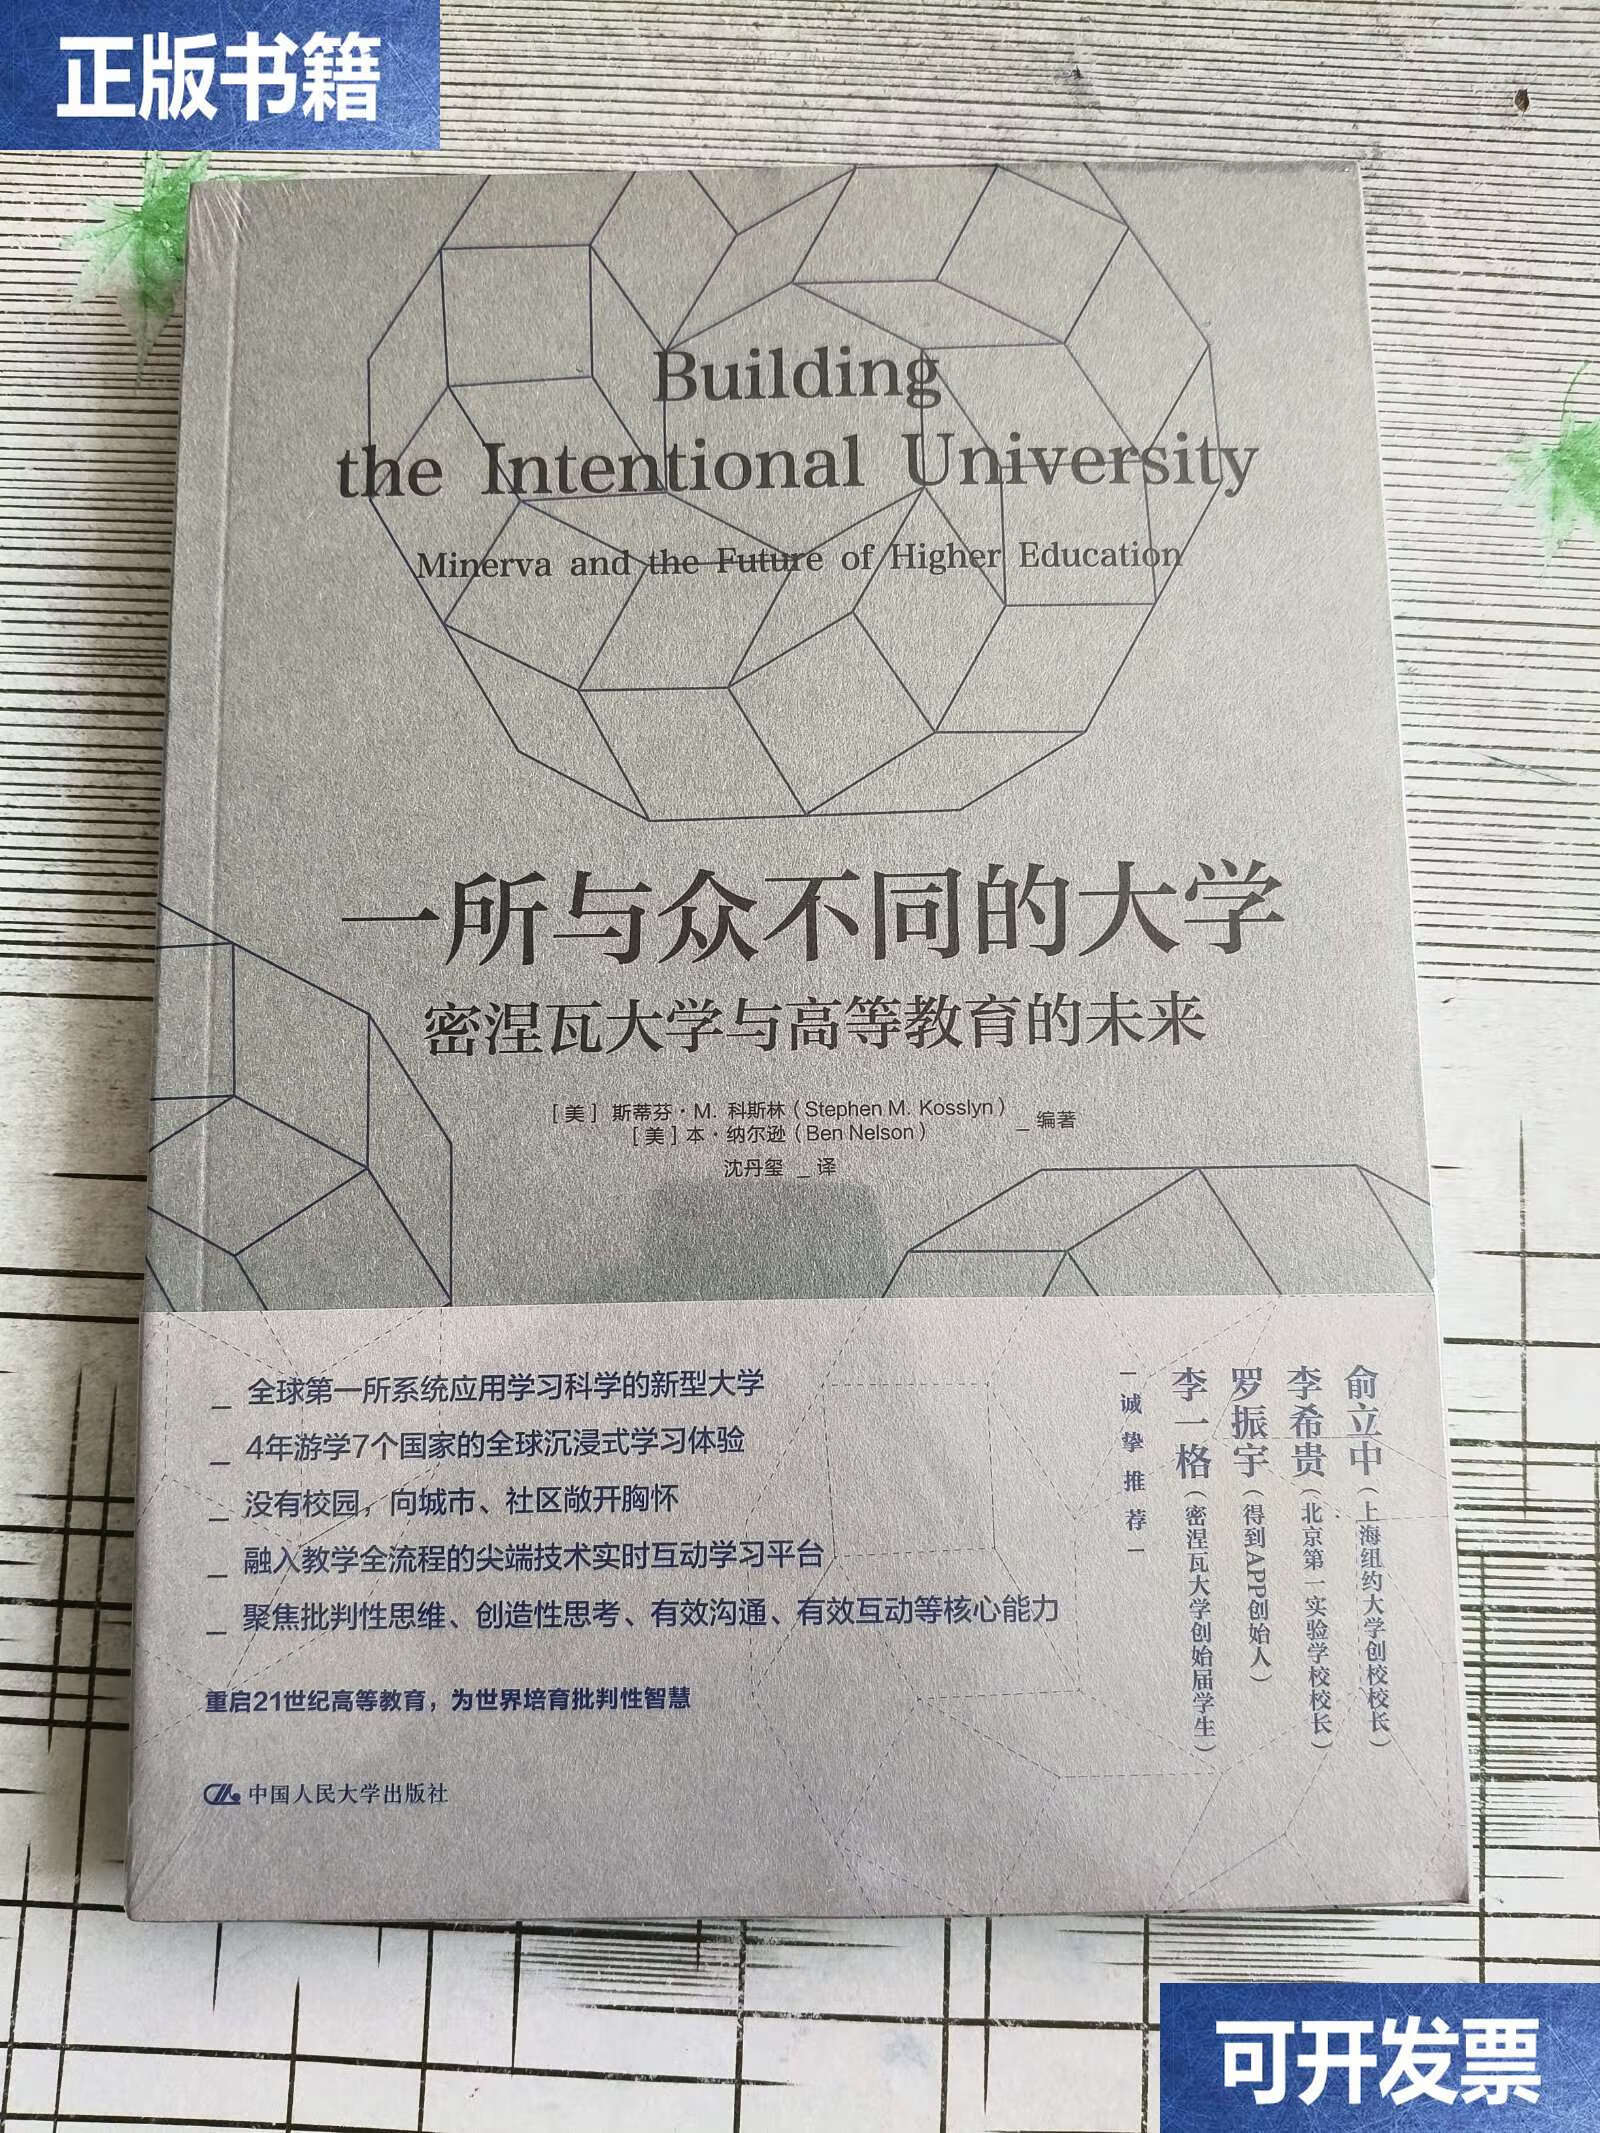 正版书籍
Building
the Intentional University
Minerva and the Future of Higher Education
一所与众不同的大学
密涅瓦大学与高等教育的未来
[美] 斯蒂芬·M. 科斯林（Stephen M. Kosslyn）
[美] 本·纳尔逊（Ben Nelson）
_ 编著
沈丹玺 _ 译
_ 全球第一所系统应用学习科学的新型大学
_ 4年游学7个国家的全球沉浸式学习体验
_ 没有校园，向城市、社区敞开胸怀
_ 融入教学全流程的尖端技术实时互动学习平台
_ 聚焦批判性思维、创造性思考、有效沟通、有效互动等核心能力
重启21世纪高等教育，为世界培育批判性智慧
中国人民大学出版社
俞立中（上海纽约大学创校校长）
李希贵（北京第一实验学校校长）
罗振宇（得到APP创始人）
李一格（密涅瓦大学创始届学生）
—诚挚推荐—
可开发票